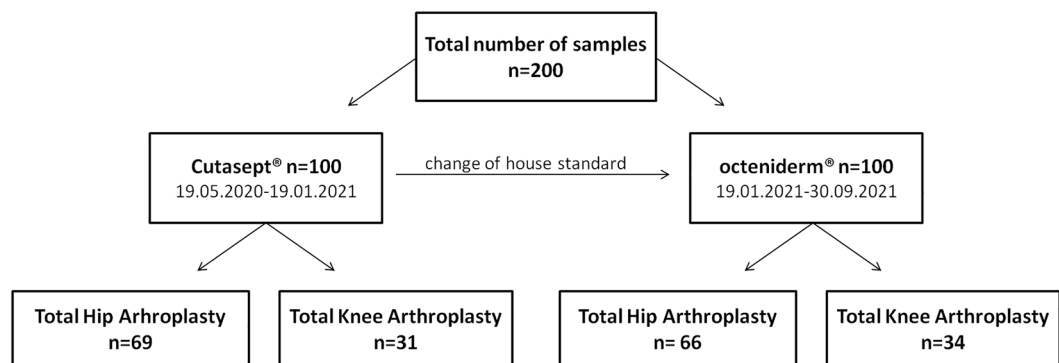 Total number of samples
n=200
Cutasept® n=100
19.05.2020-19.01.2021
change of house standard
octeniderm® n=100
19.01.2021-30.09.2021
Total Hip Arhroplasty
n=69
Total Knee Arthroplasty
n=31
Total Hip Arthroplasty
n= 66
Total Knee Arthroplasty
n=34